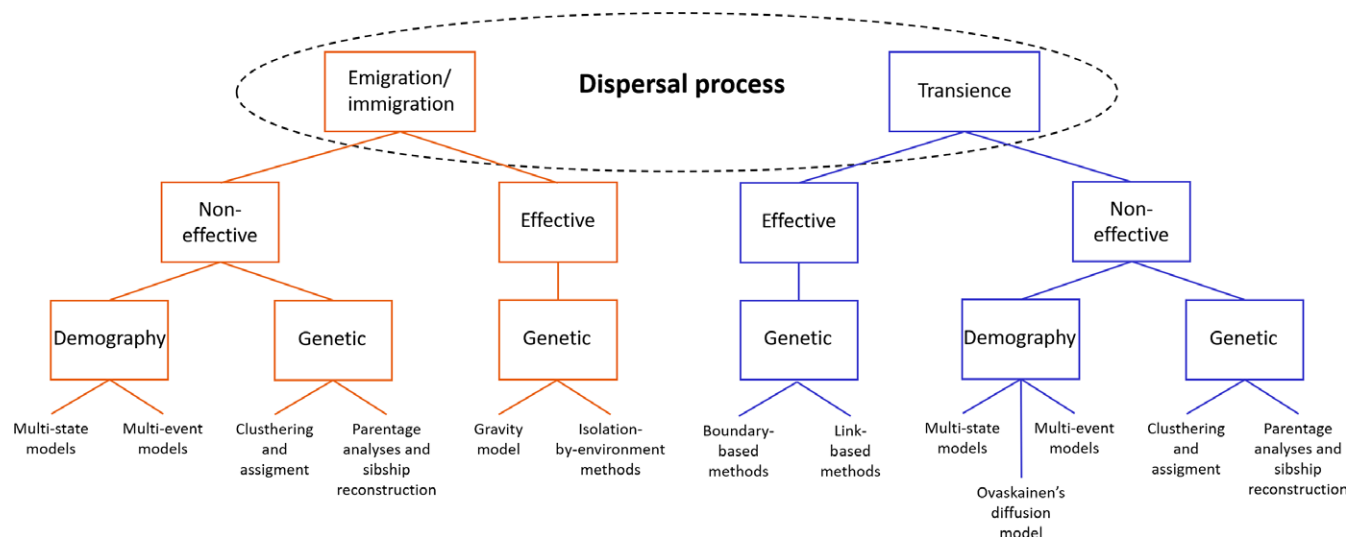 Emigration/
immigration
Dispersal process
Transience
Non-
effective
Effective
Effective
Non-
effective
Demography
Genetic
Genetic
Genetic
Demography
Genetic
Multi-state
models
Multi-event
models
Clusthering
and
assigment
Parentage
analyses and
sibship
reconstruction
Gravity
model
Isolation-
by-environment
methods
Boundary-
based methods
Link-
based methods
Multi-state
models
Ovaskainen's
diffusion
model
Multi-event
models
Clusthering
and
assigment
Parentage
analyses and
sibship
reconstruction